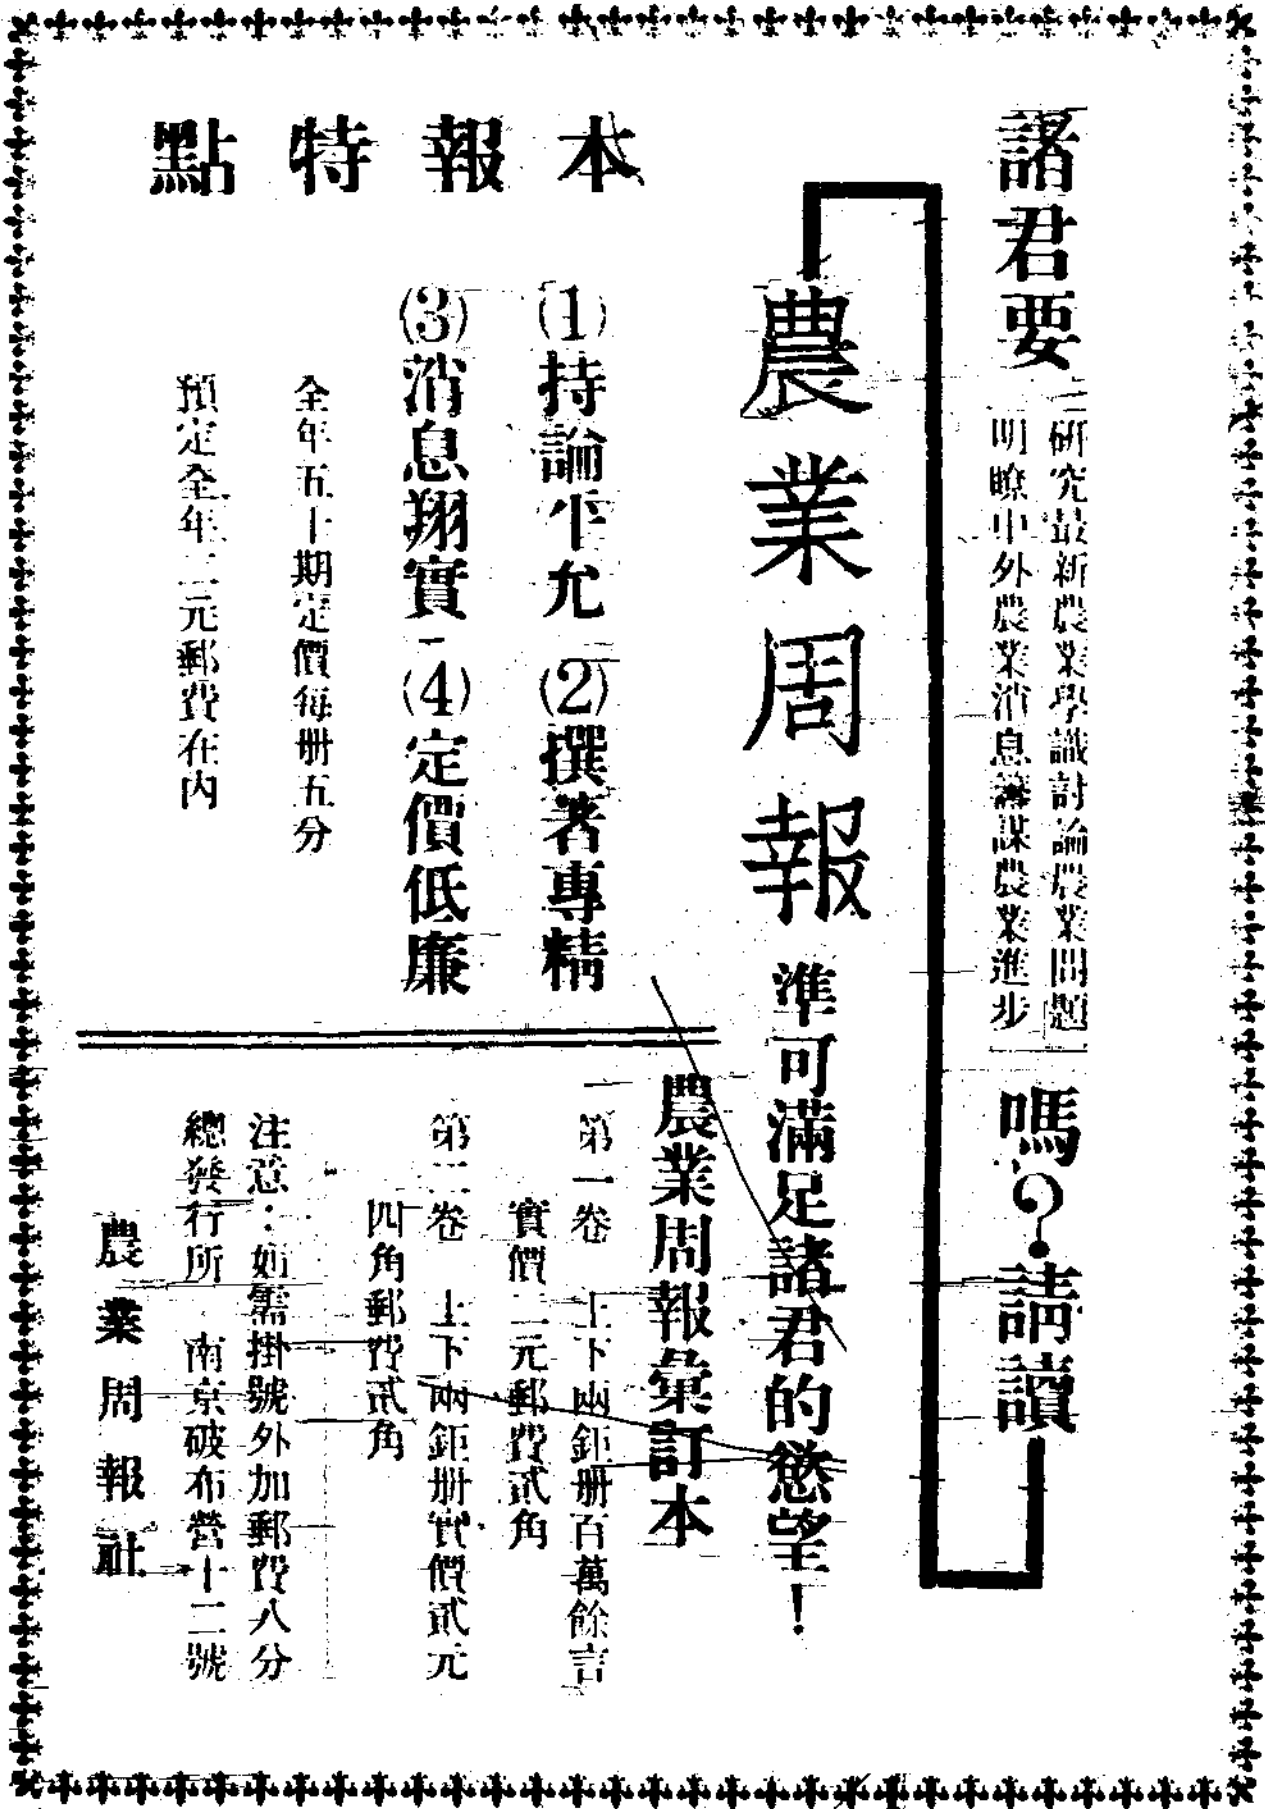 諸君要
研究最新農業學識討論農業問題
明瞭中外農業消息籌謀農業進步
嗎？請讀
農業周報
準可滿足諸君的慾望！
本報特點
(1)持論平允 (2)撰著專精
(3)消息翔實 (4)定價低廉
全年五十期定價每册五分
預定全年二元郵費在内
農業周報彙訂本
第一卷 上下兩鉅册百萬餘言
實價二元郵費貳角
第二卷 上下兩鉅册實價貳元
四角郵費貳角
注意：如需掛號外加郵費八分
總發行所 南京破布營十二號
農業周報社